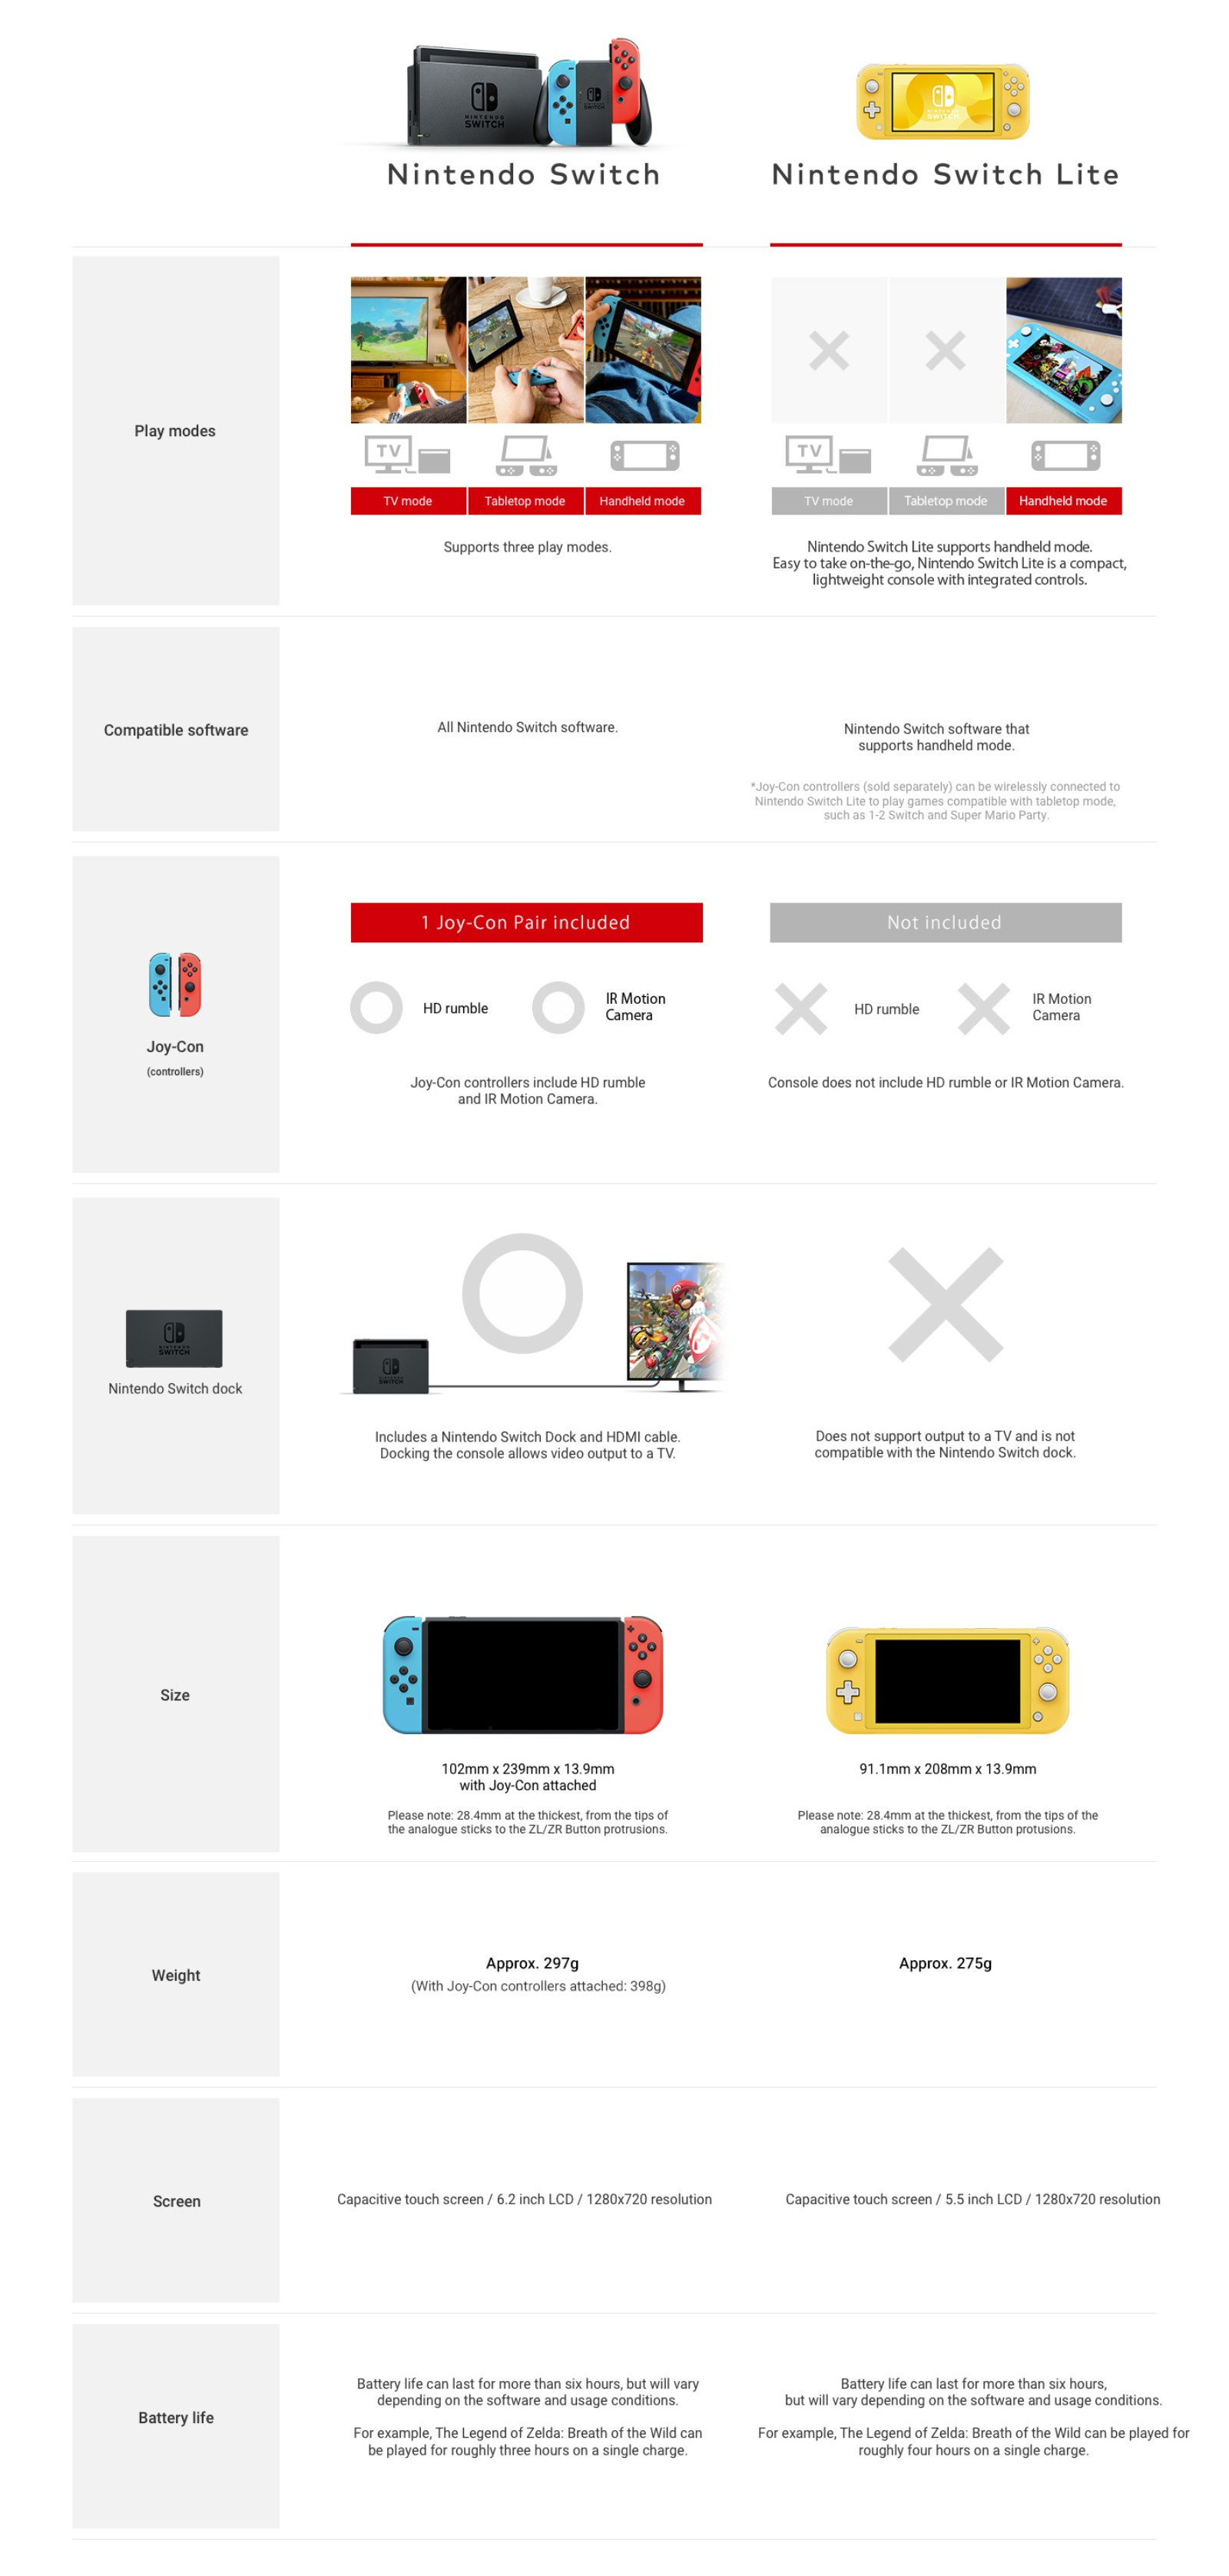 NINTENDO
SWITCH
NINTENDO
SWITCH
Nintendo Switch
Nintendo Switch Lite
Play modes
TV
TV mode
Tabletop mode
Handheld mode
Supports three play modes.
TV
TV mode
Tabletop mode
Handheld mode
Nintendo Switch Lite supports handheld mode.
Easy to take on-the-go, Nintendo Switch Lite is a compact,
lightweight console with integrated controls.
Compatible software
All Nintendo Switch software.
Nintendo Switch software that
supports handheld mode.
*Joy-Con controllers (sold separately) can be wirelessly connected to
Nintendo Switch Lite to play games compatible with tabletop mode,
such as 1-2 Switch and Super Mario Party.
Joy-Con
(controllers)
1 Joy-Con Pair included
HD rumble
IR Motion
Camera
Joy-Con controllers include HD rumble
and IR Motion Camera.
Not included
HD rumble
IR Motion
Camera
Console does not include HD rumble or IR Motion Camera.
NINTENDO
SWITCH
Nintendo Switch dock
NINTENDO
SWITCH
Includes a Nintendo Switch Dock and HDMI cable.
Docking the console allows video output to a TV.
Does not support output to a TV and is not
compatible with the Nintendo Switch dock.
Size
102mm x 239mm x 13.9mm
with Joy-Con attached
Please note: 28.4mm at the thickest, from the tips of
the analogue sticks to the ZL/ZR Button protrusions.
91.1mm x 208mm x 13.9mm
Please note: 28.4mm at the thickest, from the tips of the
analogue sticks to the ZL/ZR Button protusions.
Weight
Approx. 297g
(With Joy-Con controllers attached: 398g)
Approx. 275g
Screen
Capacitive touch screen / 6.2 inch LCD / 1280x720 resolution
Capacitive touch screen / 5.5 inch LCD / 1280x720 resolution
Battery life
Battery life can last for more than six hours, but will vary
depending on the software and usage conditions.
For example, The Legend of Zelda: Breath of the Wild can
be played for roughly three hours on a single charge.
Battery life can last for more than six hours,
but will vary depending on the software and usage conditions.
For example, The Legend of Zelda: Breath of the Wild can be played for
roughly four hours on a single charge.